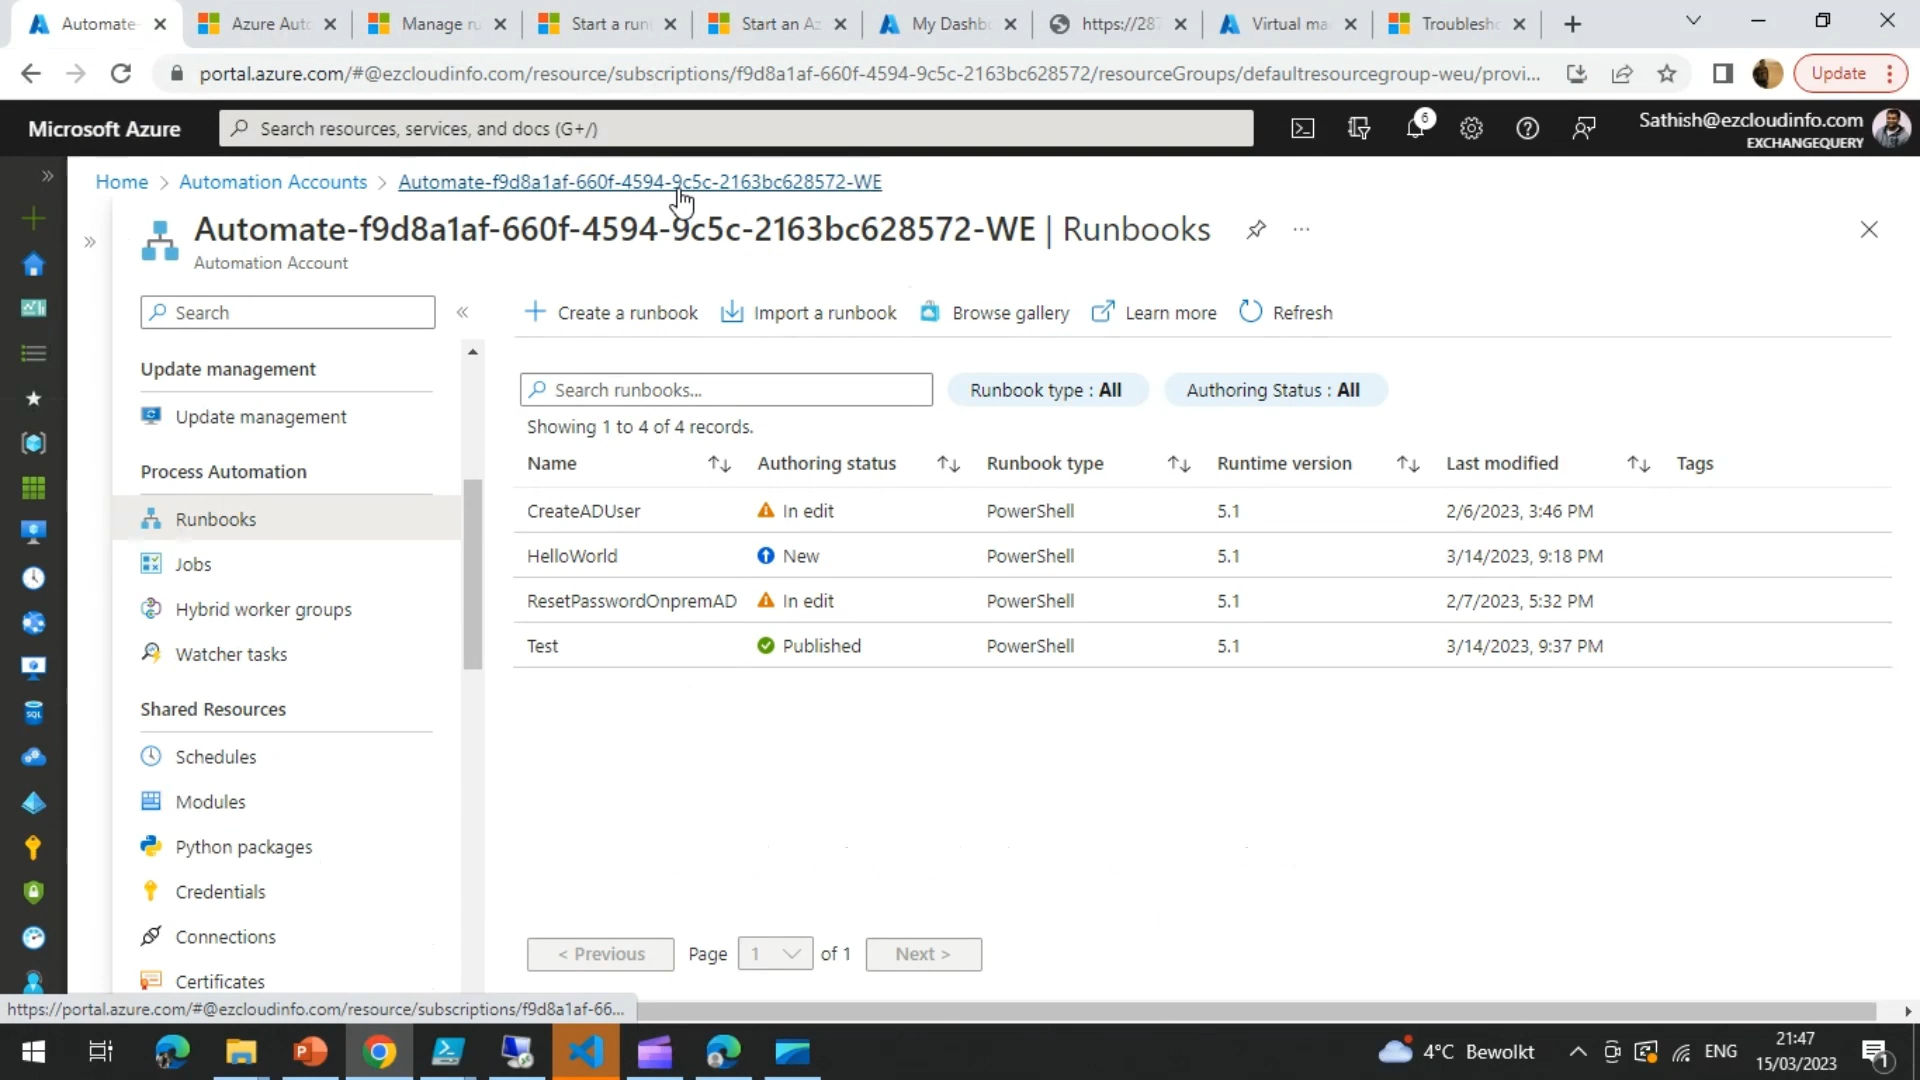 Automate- Azure Auto Manage ru Start a run Start an Az My Dashbo https://287 Virtual ma Troublesho
portal.azure.com/#@ezcloudinfo.com/resource/subscriptions/f9d8a1af-660f-4594-9c5c-2163bc628572/resourceGroups/defaultresourcegroup-weu/provi... Update
Microsoft Azure Search resources, services, and docs (G+/) 6 Sathish@ezcloudinfo.com
EXCHANGEQUERY
Home > Automation Accounts > Automate-f9d8a1af-660f-4594-9c5c-2163bc628572-WE
Automate-f9d8a1af-660f-4594-9c5c-2163bc628572-WE | Runbooks ...
Automation Account
Search
Create a runbook Import a runbook Browse gallery Learn more Refresh
Update management
Update management
Process Automation
Runbooks
Jobs
Hybrid worker groups
Watcher tasks
Shared Resources
Schedules
Modules
Python packages
Credentials
Connections
Certificates
Search runbooks... Runbook type : All Authoring Status : All
Showing 1 to 4 of 4 records.
Name Authoring status Runbook type Runtime version Last modified Tags
CreateADUser In edit PowerShell 5.1 2/6/2023, 3:46 PM
HelloWorld New PowerShell 5.1 3/14/2023, 9:18 PM
ResetPasswordOnpremAD In edit PowerShell 5.1 2/7/2023, 5:32 PM
Test Published PowerShell 5.1 3/14/2023, 9:37 PM
< Previous Page 1 of 1 Next >
https://portal.azure.com/#@ezcloudinfo.com/resource/subscriptions/f9d8a1af-66...
4°C Bewolkt ENG 21:47
15/03/2023
1